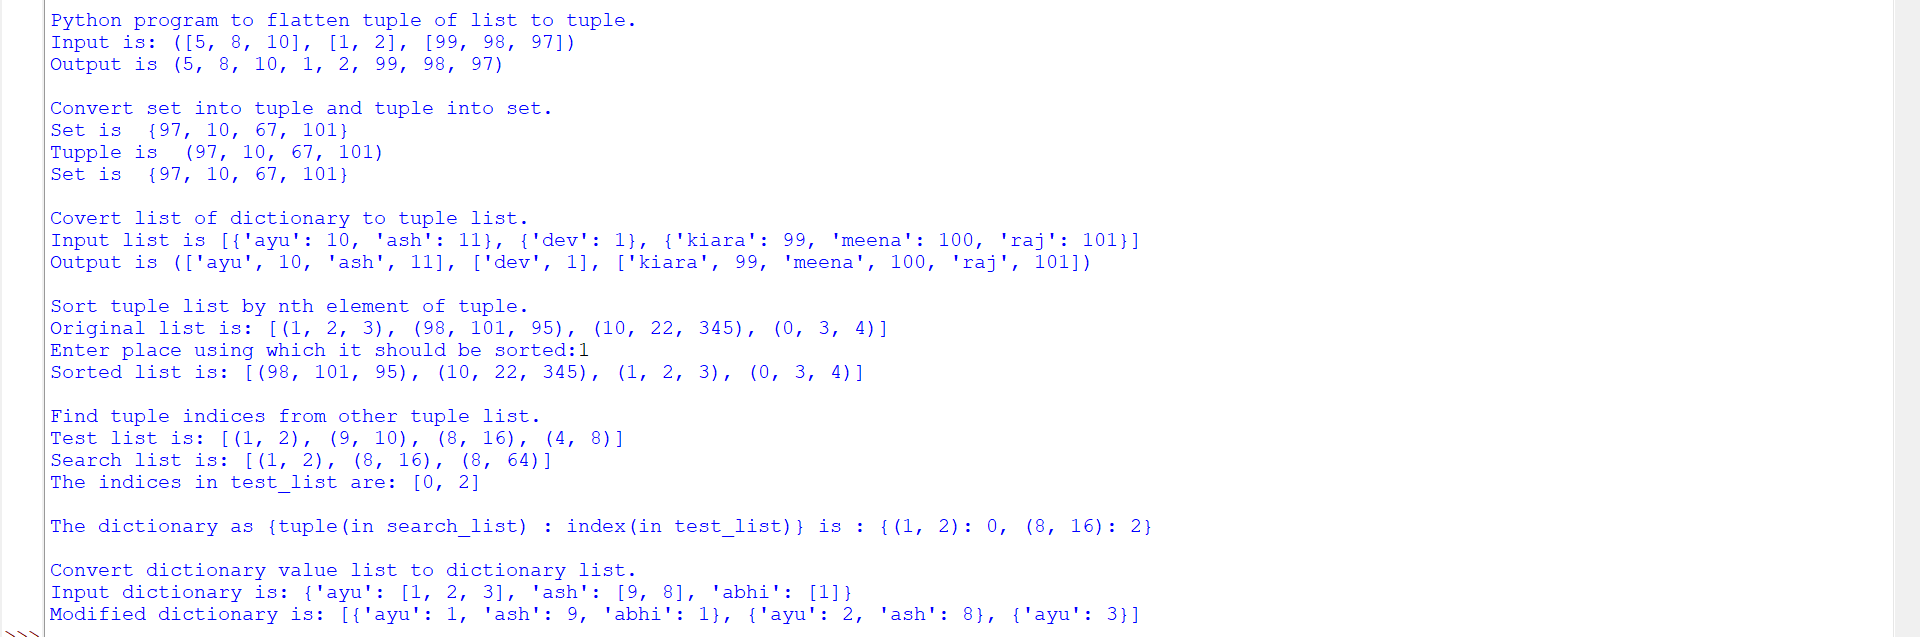 Python program to flatten tuple of list to tuple.
Input is: ([5, 8, 10], [1, 2], [99, 98, 97])
Output is (5, 8, 10, 1, 2, 99, 98, 97)

Convert set into tuple and tuple into set.
Set is  {97, 10, 67, 101}
Tupple is  (97, 10, 67, 101)
Set is  {97, 10, 67, 101}

Covert list of dictionary to tuple list.
Input list is [{'ayu': 10, 'ash': 11}, {'dev': 1}, {'kiara': 99, 'meena': 100, 'raj': 101}]
Output is (['ayu', 10, 'ash', 11], ['dev', 1], ['kiara', 99, 'meena', 100, 'raj', 101])

Sort tuple list by nth element of tuple.
Original list is: [(1, 2, 3), (98, 101, 95), (10, 22, 345), (0, 3, 4)]
Enter place using which it should be sorted:1
Sorted list is: [(98, 101, 95), (10, 22, 345), (1, 2, 3), (0, 3, 4)]

Find tuple indices from other tuple list.
Test list is: [(1, 2), (9, 10), (8, 16), (4, 8)]
Search list is: [(1, 2), (8, 16), (8, 64)]
The indices in test_list are: [0, 2]

The dictionary as {tuple(in search_list) : index(in test_list)} is : {(1, 2): 0, (8, 16): 2}

Convert dictionary value list to dictionary list.
Input dictionary is: {'ayu': [1, 2, 3], 'ash': [9, 8], 'abhi': [1]}
Modified dictionary is: [{'ayu': 1, 'ash': 9, 'abhi': 1}, {'ayu': 2, 'ash': 8}, {'ayu': 3}]
>>>